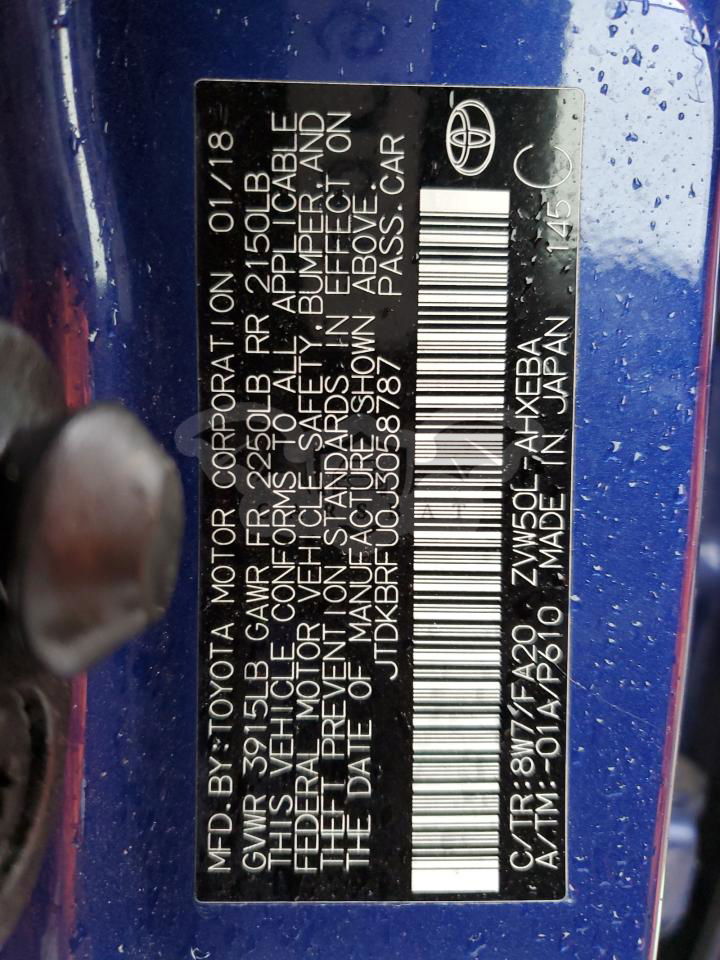 MFD.BY:TOYOTA MOTOR CORPORATION 01/18
GVWR 3915LB GAWR FR 2250LB RR 2150LB
THIS VEHICLE CONFORMS TO ALL APPLICABLE
FEDERAL MOTOR VEHICLE SAFETY,BUMPER,AND
THEFT PREVENTION STANDARDS IN EFFECT ON
THE DATE OF MANUFACTURE SHOWN ABOVE.
JTDKBRFU0J3058787 PASS.CAR
C/TR:8W7/FA20 ZVW50L-AHXEBA
A/TM:-01A/P610 MADE IN JAPAN
145 C